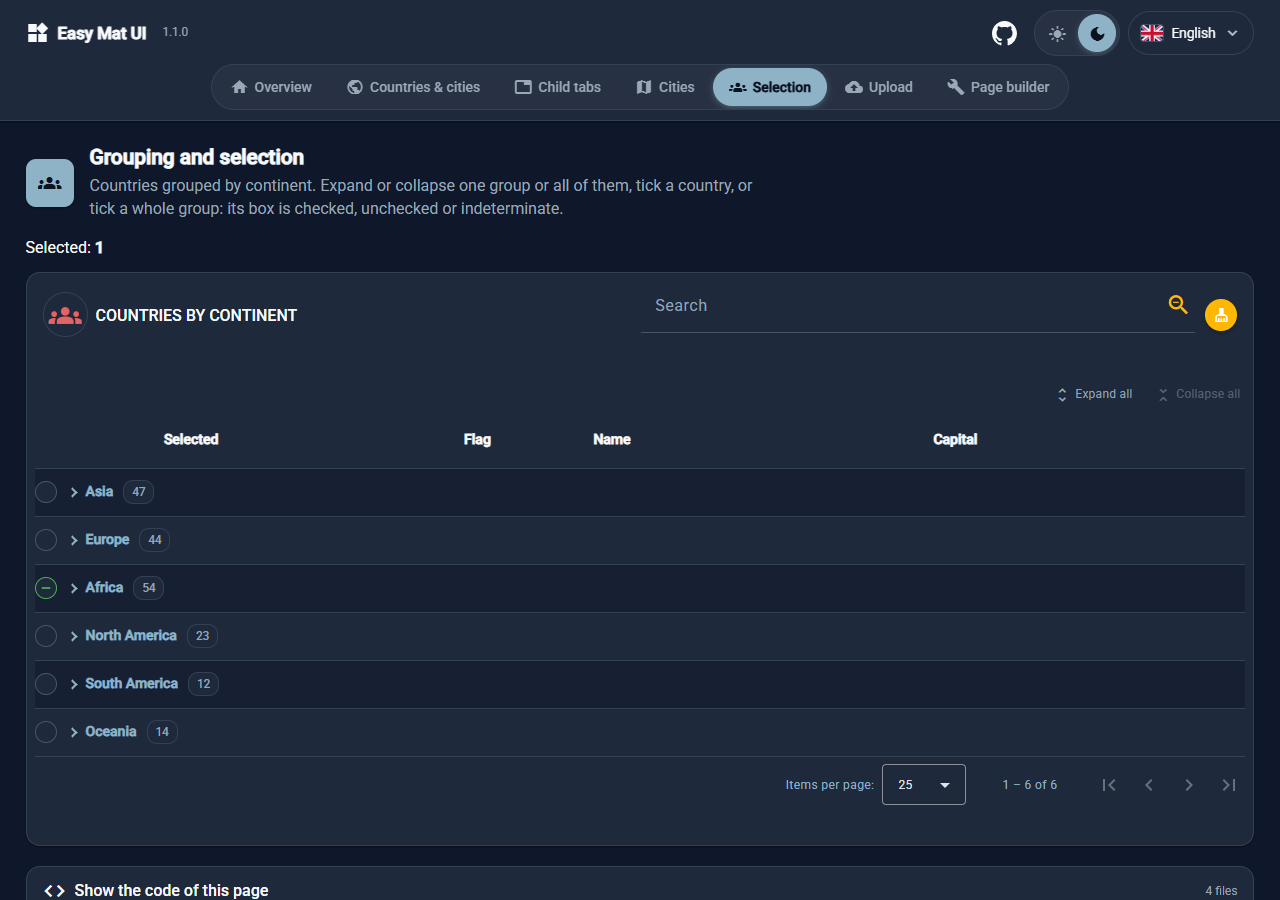 Easy Mat UI 1.1.0 English
Overview Countries & cities Child tabs Cities Selection Upload Page builder
Grouping and selection
Countries grouped by continent. Expand or collapse one group or all of them, tick a country, or
tick a whole group: its box is checked, unchecked or indeterminate.
Selected: 1
COUNTRIES BY CONTINENT Search
Expand all Collapse all
Selected Flag Name Capital
Asia 47
Europe 44
Africa 54
North America 23
South America 12
Oceania 14
Items per page: 25 1 – 6 of 6
Show the code of this page 4 files